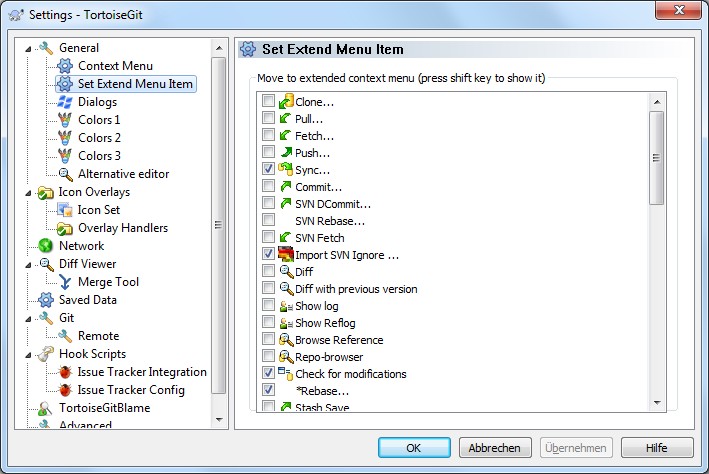 Settings - TortoiseGit
General
Context Menu
Set Extend Menu Item
Dialogs
Colors 1
Colors 2
Colors 3
Alternative editor
Icon Overlays
Icon Set
Overlay Handlers
Network
Diff Viewer
Merge Tool
Saved Data
Git
Remote
Hook Scripts
Issue Tracker Integration
Issue Tracker Config
TortoiseGitBlame
Advanced
Set Extend Menu Item
Move to extended context menu (press shift key to show it)
Clone...
Pull...
Fetch...
Push...
Sync...
Commit...
SVN DCommit...
SVN Rebase...
SVN Fetch
Import SVN Ignore ...
Diff
Diff with previous version
Show log
Show Reflog
Browse Reference
Repo-browser
Check for modifications
*Rebase...
Stash Save
OK
Abbrechen
Übernehmen
Hilfe